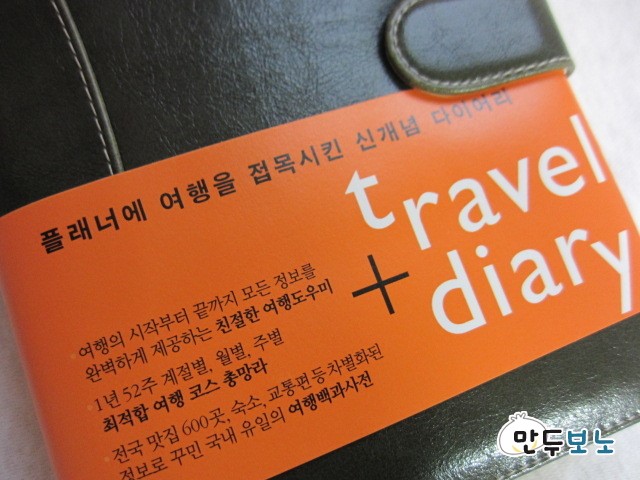 플래너에 여행을 접목시킨 신개념 다이어리
travel
+ diary
여행의 시작부터 끝까지 모든 정보를
완벽하게 제공하는 친절한 여행도우미
1년 52주 계절별, 월별, 주별
최적합 여행 코스 총망라
전국 맛집 600곳, 숙소, 교통편 등 차별화된
정보로 꾸민 국내 유일의 여행백과사전
만두보노